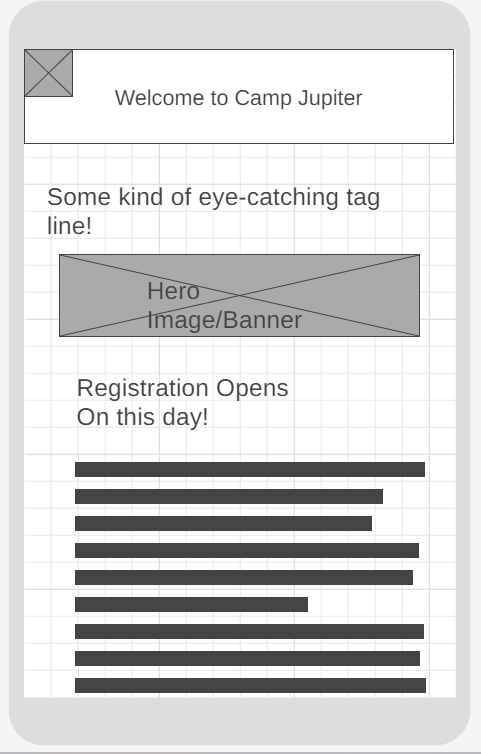 Welcome to Camp Jupiter
Some kind of eye-catching tag
line!
Hero
Image/Banner
Registration Opens
On this day!